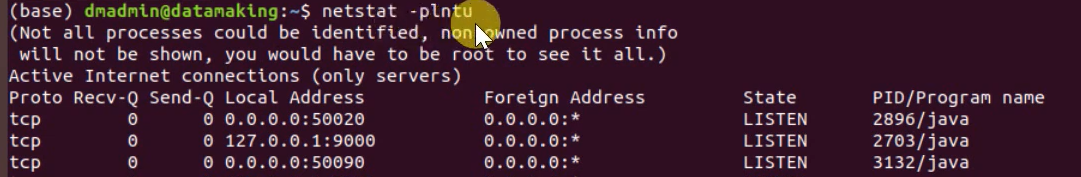 (base) dmadmin@datamaking:~$ netstat -plntu
(Not all processes could be identified, non-owned process info
 will not be shown, you would have to be root to see it all.)
Active Internet connections (only servers)
Proto Recv-Q Send-Q Local Address           Foreign Address         State       PID/Program name
tcp        0      0 0.0.0.0:50020           0.0.0.0:*               LISTEN      2896/java
tcp        0      0 127.0.0.1:9000          0.0.0.0:*               LISTEN      2703/java
tcp        0      0 0.0.0.0:50090           0.0.0.0:*               LISTEN      3132/java